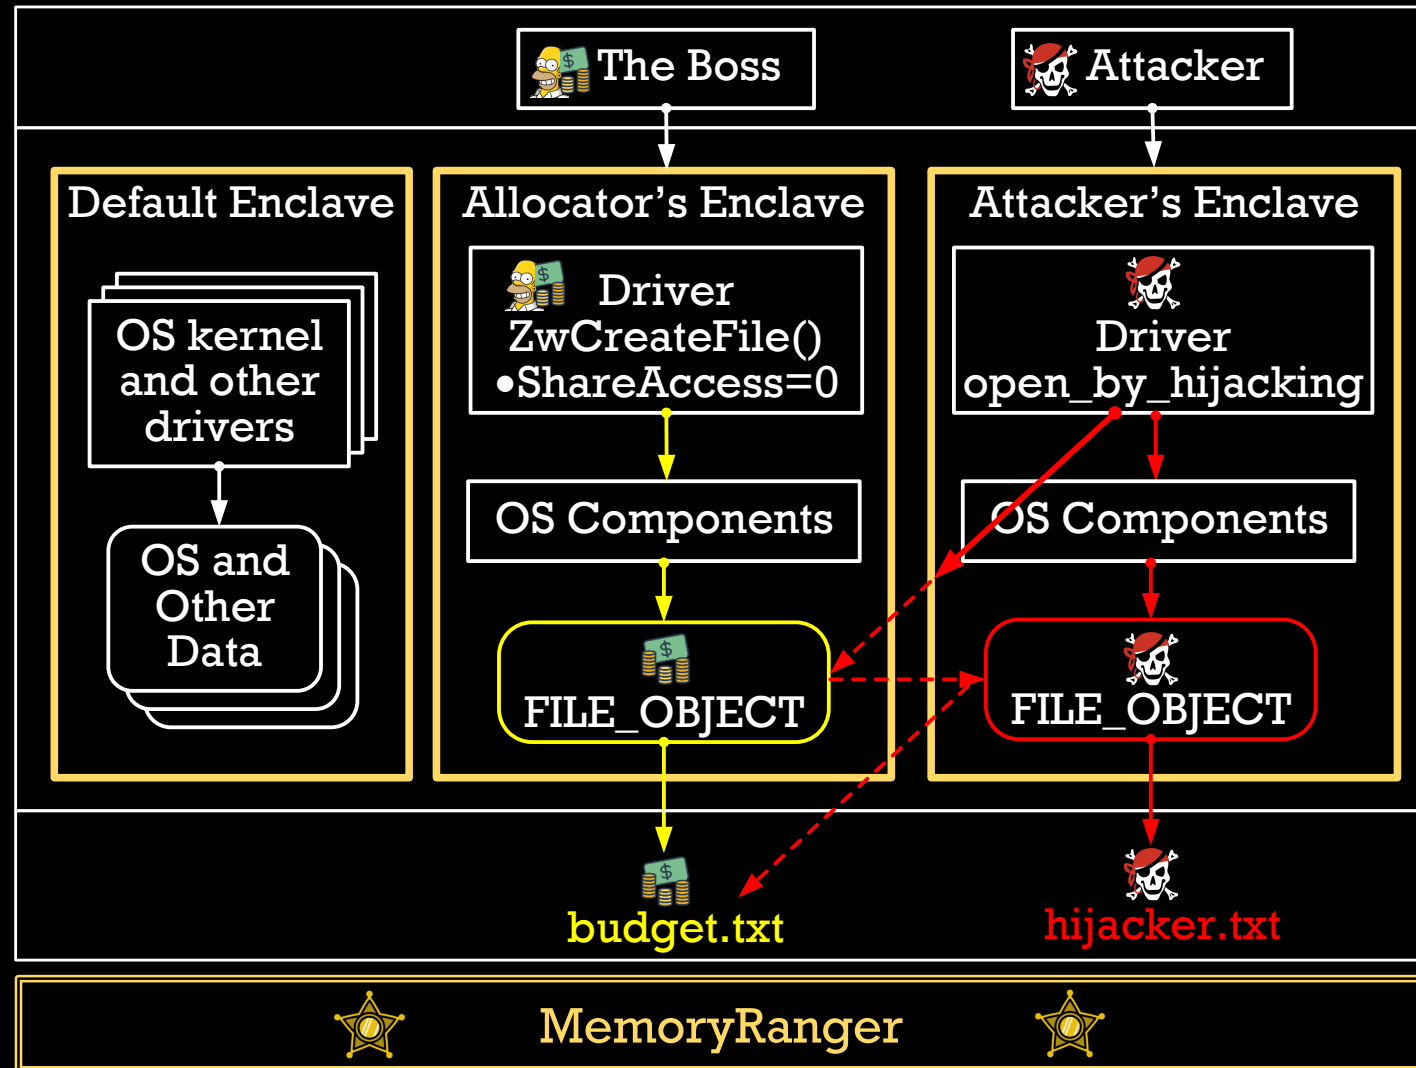 The Boss
Attacker
Default Enclave
OS kernel
and other
drivers
OS and
Other
Data
Allocator's Enclave
Driver
ZwCreateFile()
●ShareAccess=0
OS Components
FILE_OBJECT
Attacker's Enclave
Driver
open_by_hijacking
OS Components
FILE_OBJECT
budget.txt
hijacker.txt
MemoryRanger